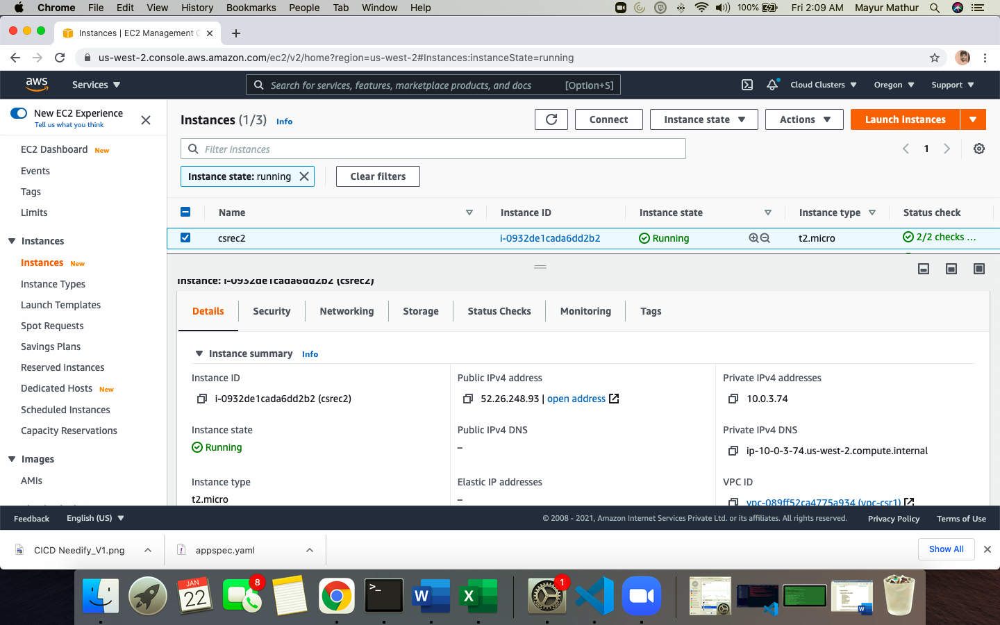 Chrome File Edit View History Bookmarks People Tab Window Help 100% Fri 2:09 AM Mayur Mathur
Instances | EC2 Management C
us-west-2.console.aws.amazon.com/ec2/v2/home?region=us-west-2#Instances:instanceState=running
aws Services Search for services, features, marketplace products, and docs [Option+S] Cloud Clusters Oregon Support
New EC2 Experience
Tell us what you think
EC2 Dashboard New
Events
Tags
Limits
Instances
Instances New
Instance Types
Launch Templates
Spot Requests
Savings Plans
Reserved Instances
Dedicated Hosts New
Scheduled Instances
Capacity Reservations
Images
AMIs
Instances (1/3) Info Connect Instance state Actions Launch instances
Filter instances 1
Instance state: running Clear filters
Name Instance ID Instance state Instance type Status check
csrec2 i-0932de1cada6dd2b2 Running t2.micro 2/2 checks ...
Instance: i-0932de1cada6dd2b2 (csrec2)
Details Security Networking Storage Status Checks Monitoring Tags
Instance summary Info
Instance ID Public IPv4 address Private IPv4 addresses
i-0932de1cada6dd2b2 (csrec2) 52.26.248.93 | open address 10.0.3.74
Instance state Public IPv4 DNS Private IPv4 DNS
Running – ip-10-0-3-74.us-west-2.compute.internal
Instance type Elastic IP addresses VPC ID
t2.micro – vpc-089ff52ca4775a934 (vpc-csr1)
Feedback English (US) © 2008 - 2021, Amazon Internet Services Private Ltd. or its affiliates. All rights reserved. Privacy Policy Terms of Use
CICD Needify_V1.png appspec.yaml Show All
JAN
22
8
>_
W
X
1
W